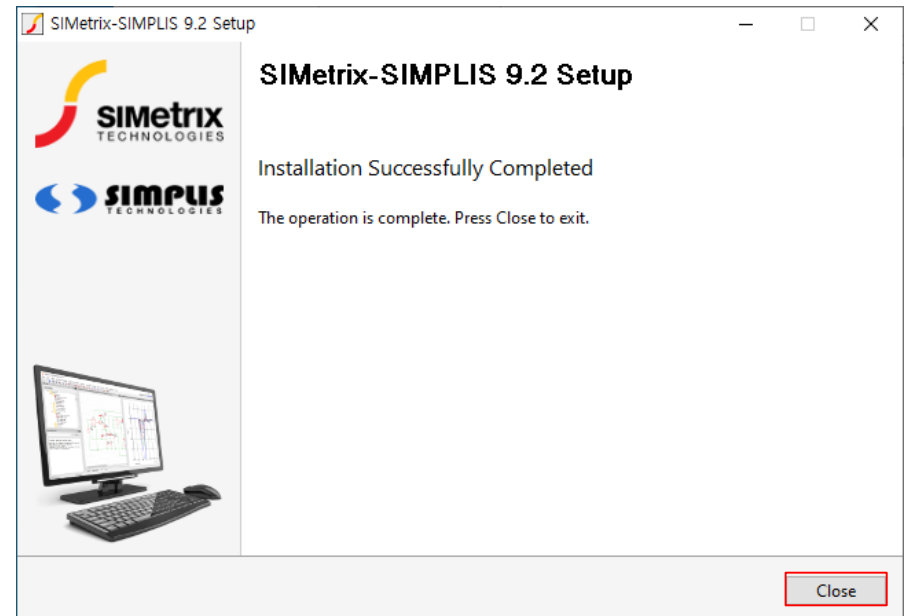 SIMetrix-SIMPLIS 9.2 Setup
SIMetrix
TECHNOLOGIES
SIMPLIS
TECHNOLOGIES
SIMetrix-SIMPLIS 9.2 Setup
Installation Successfully Completed
The operation is complete. Press Close to exit.
Close